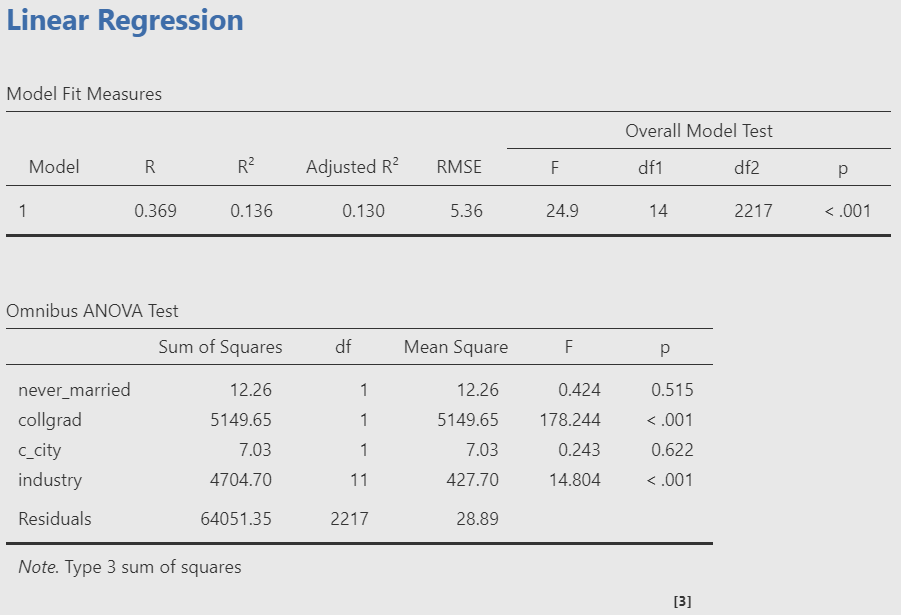 Linear Regression
Model Fit Measures
Overall Model Test
Model R R² Adjusted R² RMSE F df1 df2 p
1 0.369 0.136 0.130 5.36 24.9 14 2217 < .001
Omnibus ANOVA Test
Sum of Squares df Mean Square F p
never_married 12.26 1 12.26 0.424 0.515
collgrad 5149.65 1 5149.65 178.244 < .001
c_city 7.03 1 7.03 0.243 0.622
industry 4704.70 11 427.70 14.804 < .001
Residuals 64051.35 2217 28.89
Note. Type 3 sum of squares
[3]